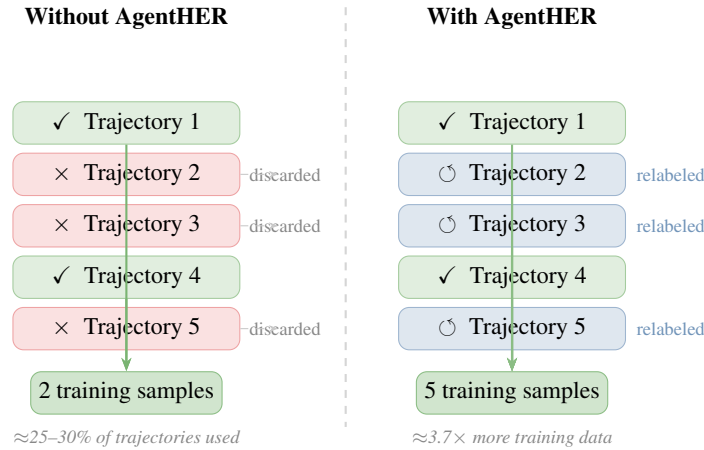 Without AgentHER
✓ Trajectory 1
× Trajectory 2 discarded
× Trajectory 3 discarded
✓ Trajectory 4
× Trajectory 5 discarded
2 training samples
≈25–30% of trajectories used
With AgentHER
✓ Trajectory 1
↺ Trajectory 2 relabeled
↺ Trajectory 3 relabeled
✓ Trajectory 4
↺ Trajectory 5 relabeled
5 training samples
≈3.7× more training data